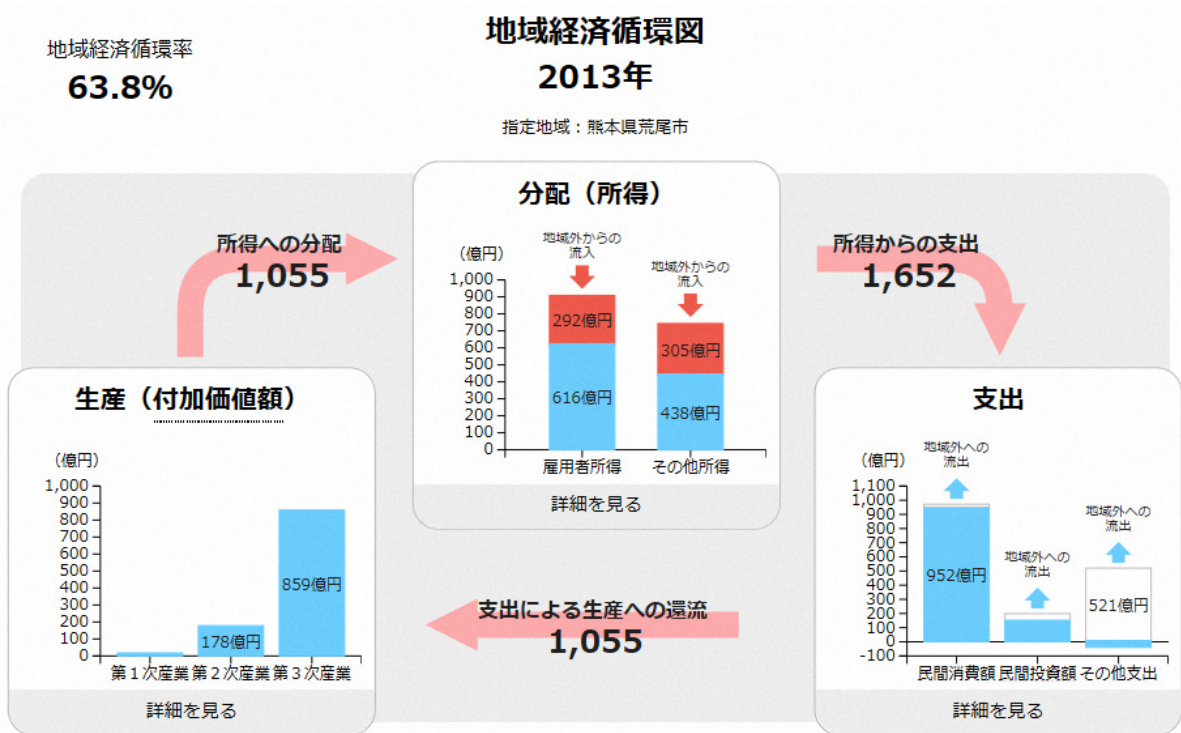 地域経済循環図
2013年
指定地域：熊本県荒尾市
地域経済循環率
63.8%
所得への分配
1,055
分配（所得）
（億円）
1,000
900
800
700
600
500
400
300
200
100
0
地域外からの
流入
地域外からの
流入
292億円
616億円
305億円
438億円
雇用者所得
その他所得
詳細を見る
所得からの支出
1,652
生産（付加価値額）
（億円）
1,000
900
800
700
600
500
400
300
200
100
0
178億円
859億円
第１次産業
第２次産業
第３次産業
詳細を見る
支出による生産への還流
1,055
支出
（億円）
1,100
1,000
900
800
700
600
500
400
300
200
100
0
-100
地域外への
流出
地域外への
流出
地域外への
流出
952億円
521億円
民間消費額
民間投資額
その他支出
詳細を見る